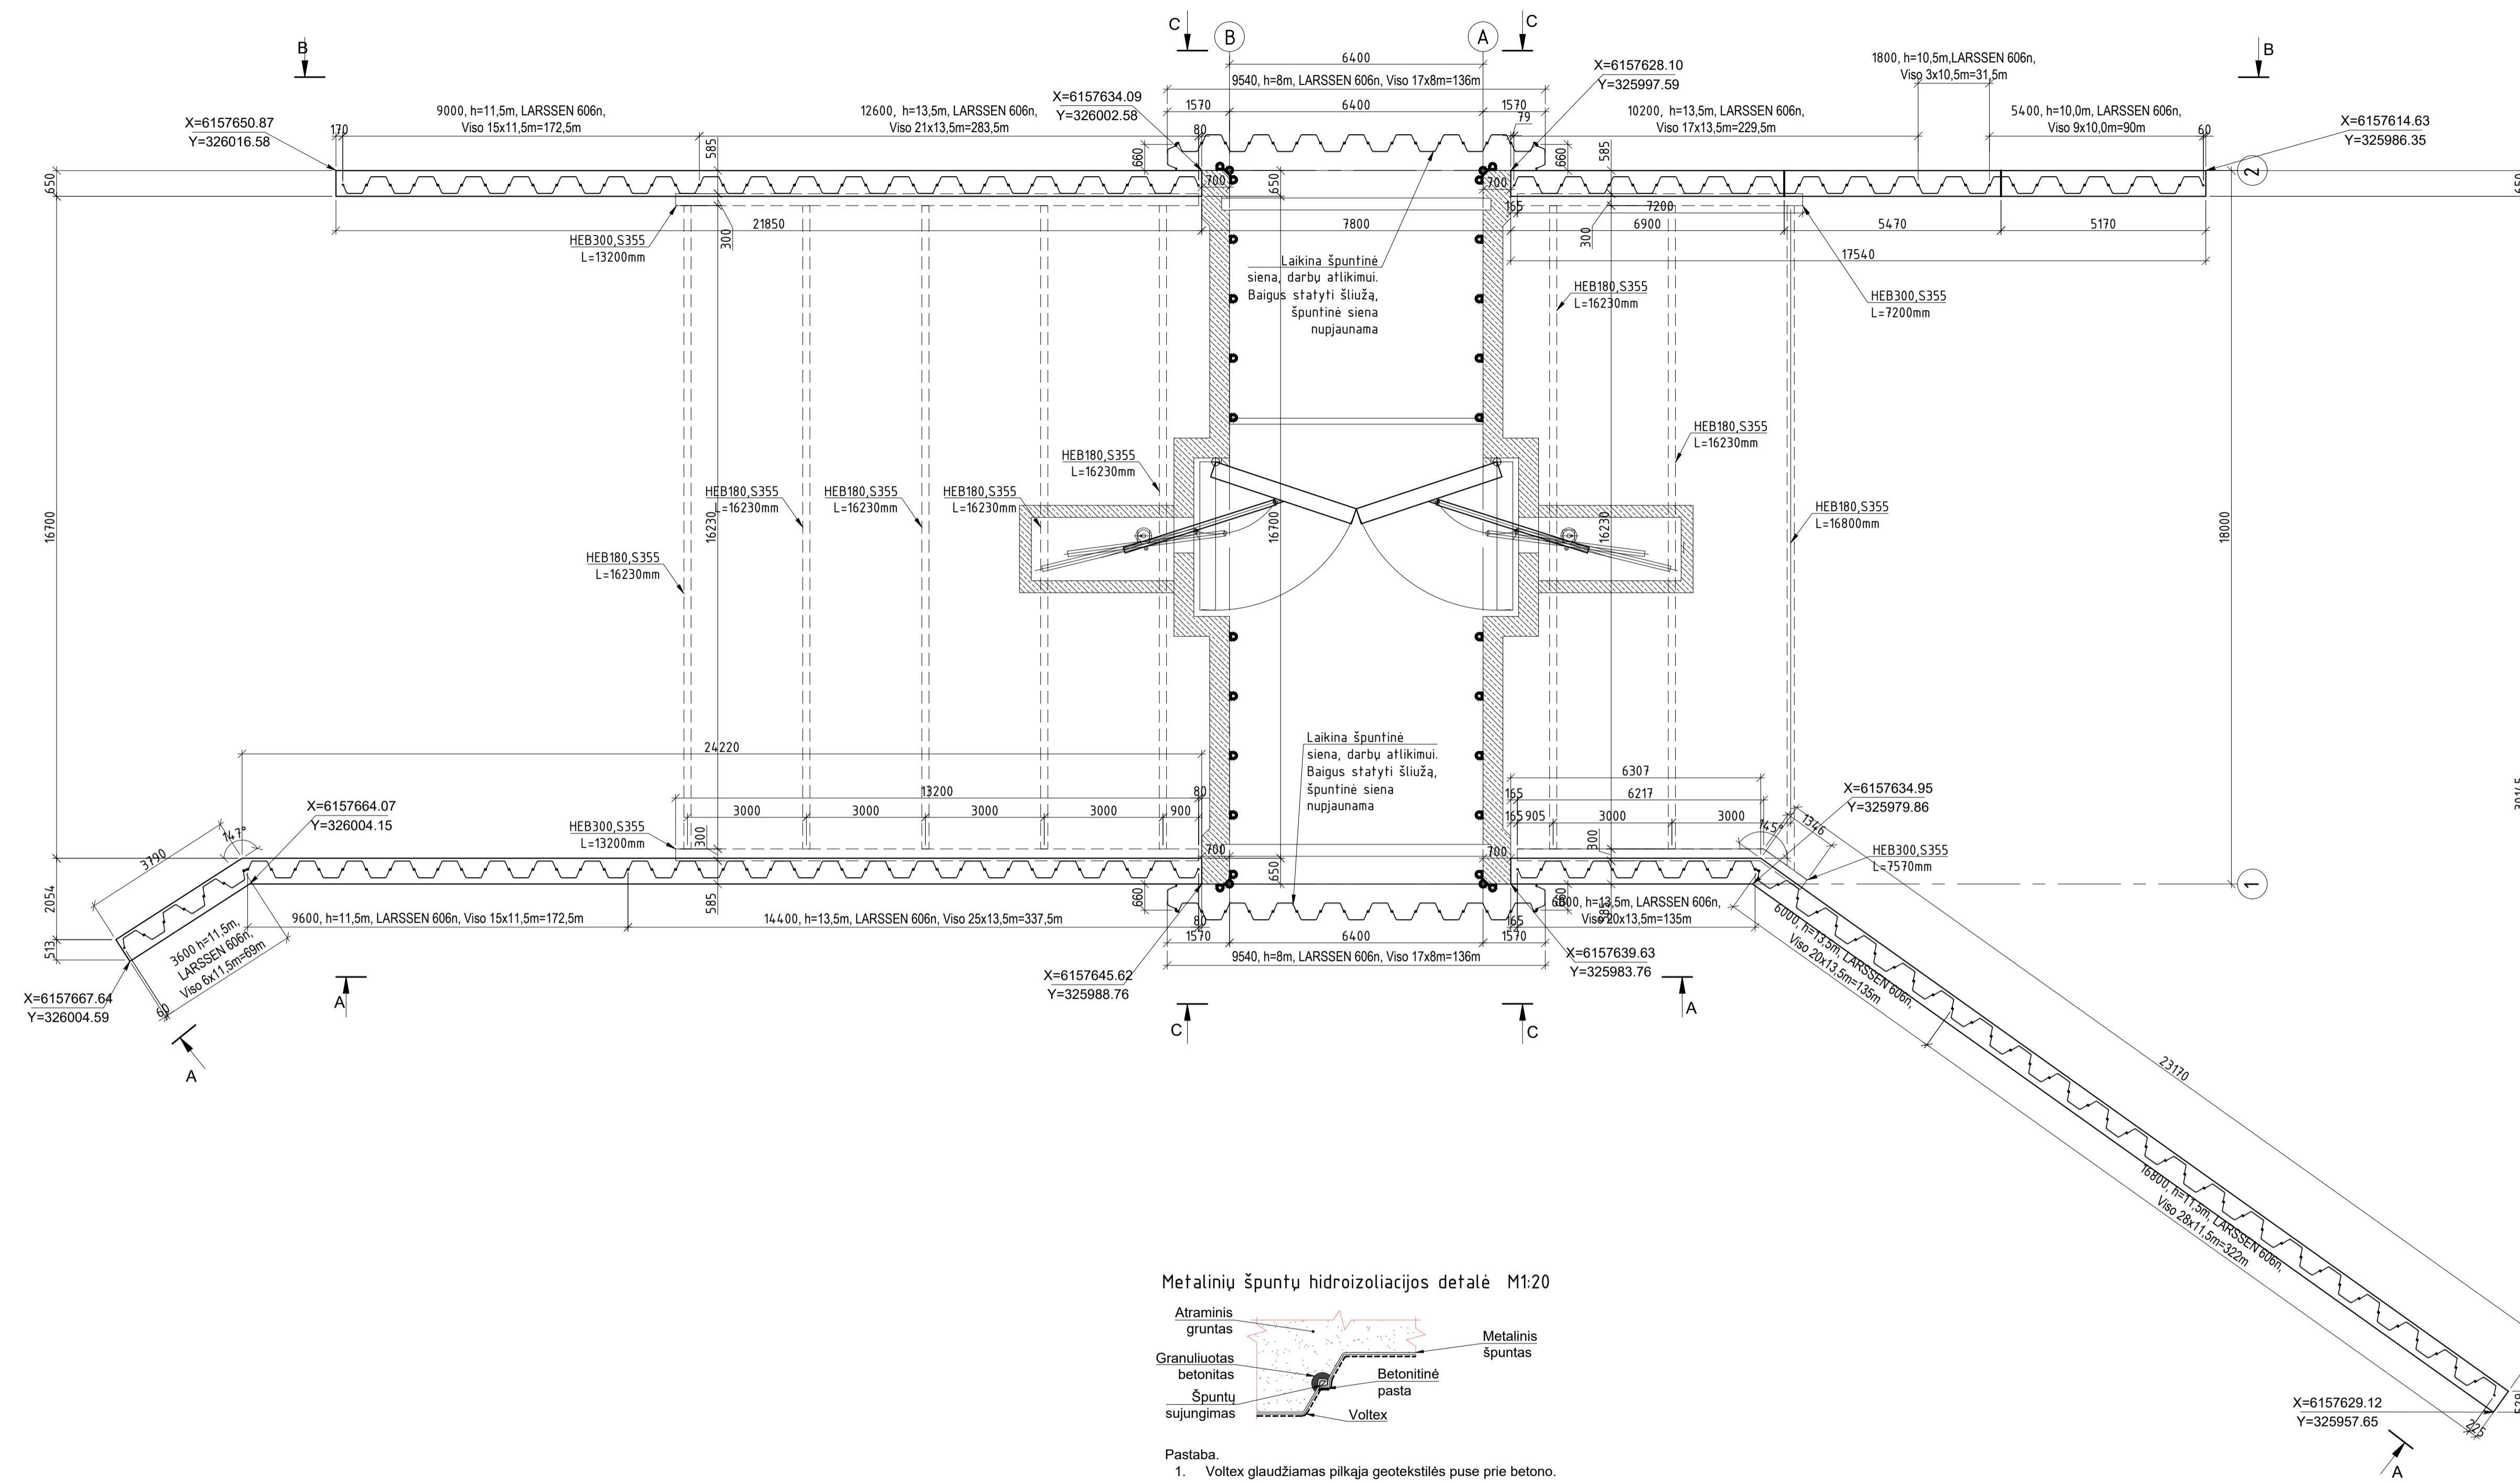 C
B
A
C
B
B
6400
9540, h=8m, LARSSEN 606n, Viso 17x8m=136m
1570
6400
1570
79
X=6157628.10
Y=325997.59
1800, h=10,5m,LARSSEN 606n,
Viso 3x10,5m=31,5m
X=6157634.09
Y=326002.58
9000, h=11,5m, LARSSEN 606n,
Viso 15x11,5m=172,5m
12600, h=13,5m, LARSSEN 606n,
Viso 21x13,5m=283,5m
X=6157650.87
Y=326016.58
170
80
10200, h=13,5m, LARSSEN 606n,
Viso 17x13,5m=229,5m
5400, h=10,0m, LARSSEN 606n,
Viso 9x10,0m=90m
60
X=6157614.63
Y=325986.35
585
660
660
585
650
700
650
700
2
650
165
7200
21850
300
7800
300
6900
5470
5170
17540
HEB300,S355
L=13200mm
Laikina špuntinė
siena, darbų atlikimui.
Baigus statyti šliužą,
špuntinė siena
nupjaunama
HEB180,S355
L=16230mm
HEB300,S355
L=7200mm
HEB180,S355
L=16230mm
HEB180,S355
L=16230mm
HEB180,S355
L=16230mm
HEB180,S355
L=16230mm
HEB180,S355
L=16230mm
HEB180,S355
L=16800mm
16700
16230
16700
16230
18000
HEB180,S355
L=16230mm
24220
Laikina špuntinė
siena, darbų atlikimui.
Baigus statyti šliužą,
špuntinė siena
nupjaunama
13200
80
3000
3000
3000
3000
900
6307
165
6217
165
905
3000
3000
X=6157634.95
Y=325979.86
30145
X=6157664.07
Y=326004.15
147°
3790
HEB300,S355
L=13200mm
300
700
650
700
300
145°
1346
HEB300,S355
L=7570mm
1
2054
513
585
660
660
585
9600, h=11,5m, LARSSEN 606n, Viso 15x11,5m=172,5m
14400, h=13,5m, LARSSEN 606n, Viso 25x13,5m=337,5m
80
1570
6400
1570
165
9540, h=8m, LARSSEN 606n, Viso 17x8m=136m
6000, h=13,5m, LARSSEN 606n,
Viso 20x13,5m=135m
3600 h=11,5m,
LARSSEN 606n,
Viso 6x11,5m=69m
60
X=6157667.64
Y=326004.59
X=6157645.62
Y=325988.76
X=6157639.63
Y=325983.76
6000, h=13,5m, LARSSEN 606n,
Viso 20x13,5m=135m
A
A
C
C
A
23170
16800, h=11,5m, LARSSEN 606n,
Viso 28x11,5m=322m
Metalinių špuntų hidroizoliacijos detalė M1:20
Atraminis
gruntas
Granuliuotas
betonitas
Špuntų
sujungimas
Metalinis
špuntas
Betonitinė
pasta
Voltex
X=6157629.12
Y=325957.65
225
A
Pastaba.
1. Voltex glaudžiamas pilkąja geotekstilės puse prie betono.